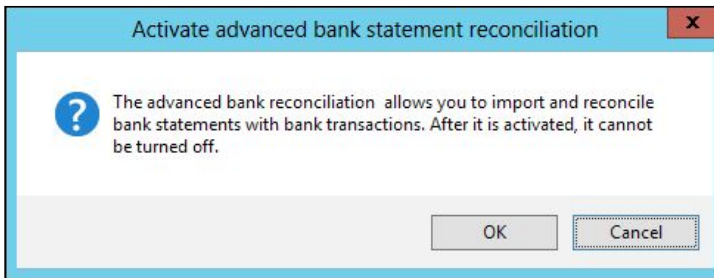 Activate advanced bank statement reconciliation
x
?
The advanced bank reconciliation  allows you to import and reconcile
bank statements with bank transactions. After it is activated, it cannot
be turned off.
OK
Cancel